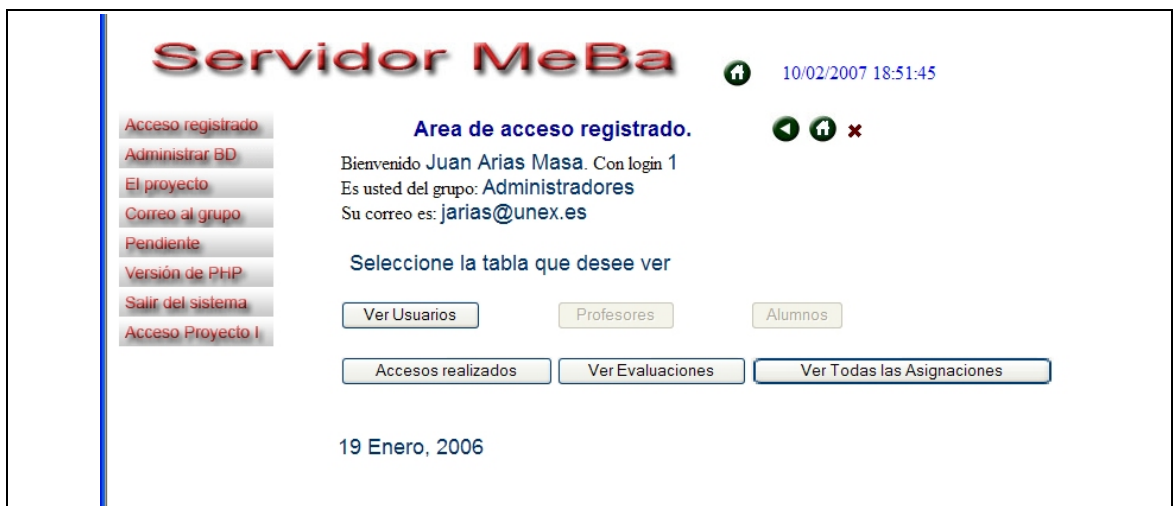 Servidor MeBa
10/02/2007 18:51:45
Acceso registrado
Administrar BD
El proyecto
Correo al grupo
Pendiente
Versión de PHP
Salir del sistema
Acceso Proyecto I
Area de acceso registrado.
Bienvenido Juan Arias Masa. Con login 1
Es usted del grupo: Administradores
Su correo es: jarias@unex.es
Seleccione la tabla que desee ver
Ver Usuarios Profesores Alumnos
Accesos realizados Ver Evaluaciones Ver Todas las Asignaciones
19 Enero, 2006